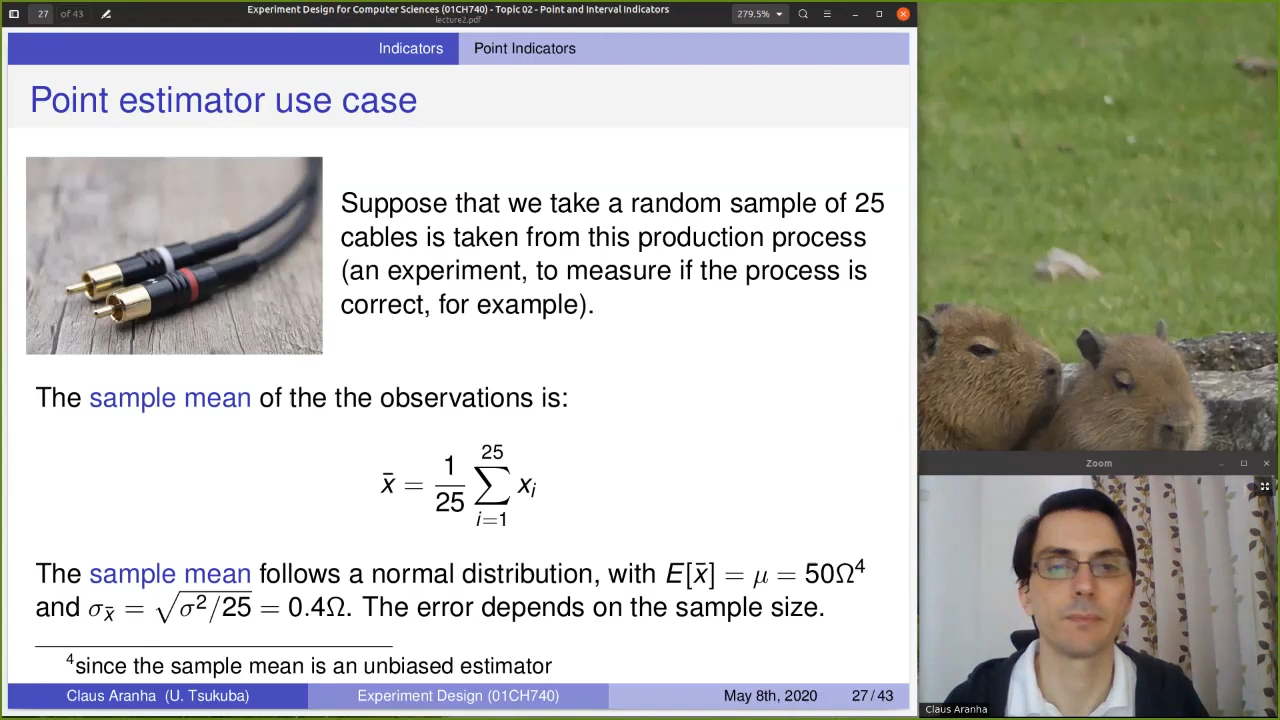 27 of 43
Experiment Design for Computer Sciences (01CH740) - Topic 02 - Point and Interval Indicators
lecture2.pdf
279.5%
Indicators Point Indicators
Point estimator use case
Suppose that we take a random sample of 25
cables is taken from this production process
(an experiment, to measure if the process is
correct, for example).
The sample mean of the the observations is:
x̄ = 1/25 ∑_{i=1}^{25} x_i
The sample mean follows a normal distribution, with E[x̄] = μ = 50Ω⁴
and σ_x̄ = √(σ²/25) = 0.4Ω. The error depends on the sample size.
⁴since the sample mean is an unbiased estimator
Claus Aranha (U. Tsukuba) Experiment Design (01CH740) May 8th, 2020 27/43
Zoom
Claus Aranha